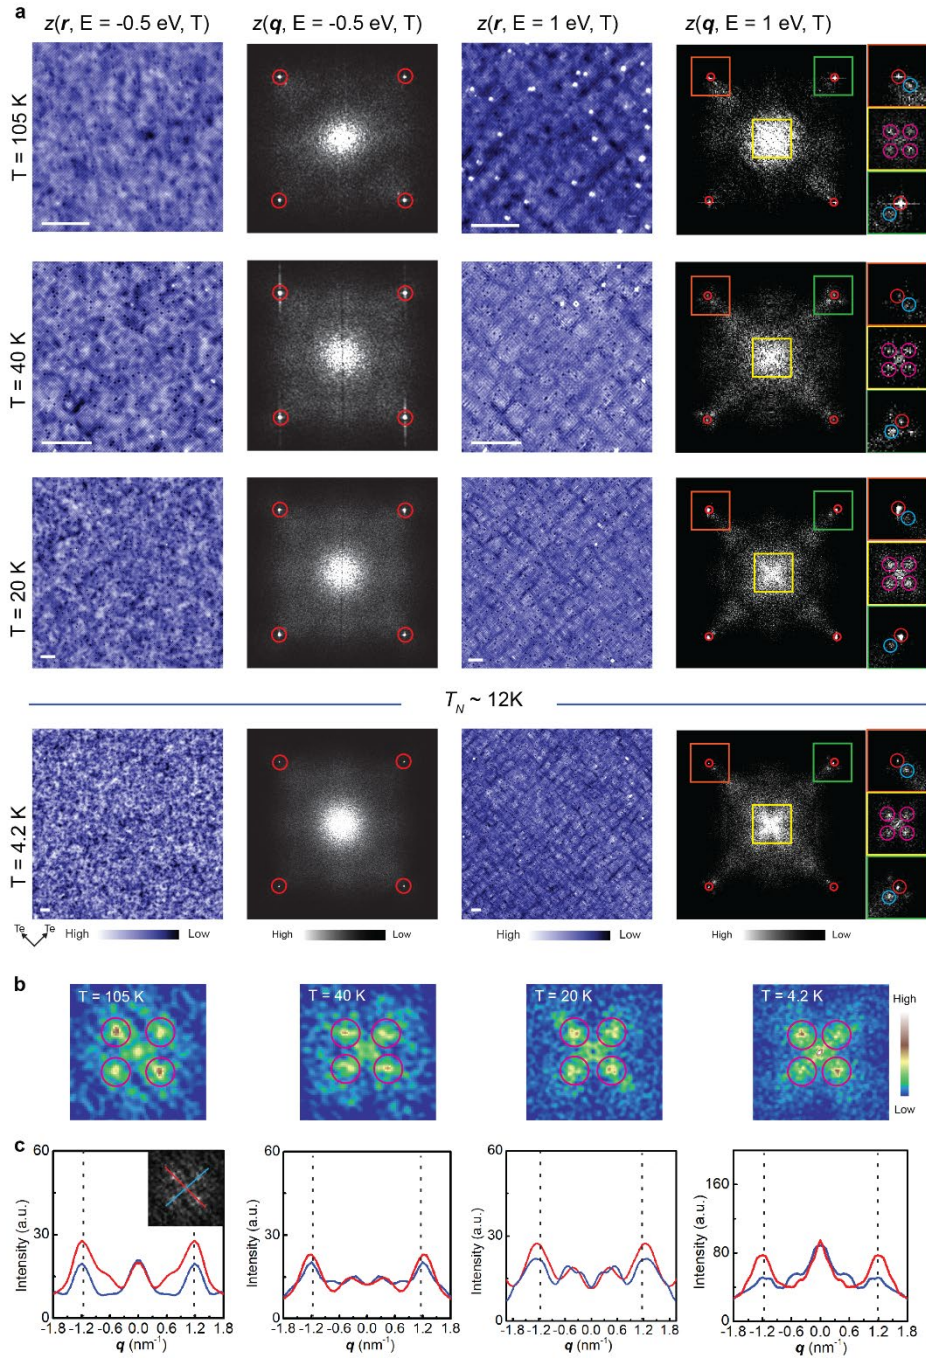 a
z(r, E = -0.5 eV, T) z(q, E = -0.5 eV, T) z(r, E = 1 eV, T) z(q, E = 1 eV, T)
T = 105 K
T = 40 K
T = 20 K
T_N ~ 12K
T = 4.2 K
Te Te High Low High Low High Low High Low
b
T = 105 K T = 40 K T = 20 K T = 4.2 K High
Low
c
60 60 60
Intensity (a.u.) Intensity (a.u.) Intensity (a.u.) Intensity (a.u.)
160
30 30 30
80
0 0 0 0
-1.8 -1.2 -0.6 0.0 0.6 1.2 1.8 -1.8 -1.2 -0.6 0.0 0.6 1.2 1.8 -1.8 -1.2 -0.6 0.0 0.6 1.2 1.8 -1.8 -1.2 -0.6 0.0 0.6 1.2 1.8
q (nm⁻¹) q (nm⁻¹) q (nm⁻¹) q (nm⁻¹)